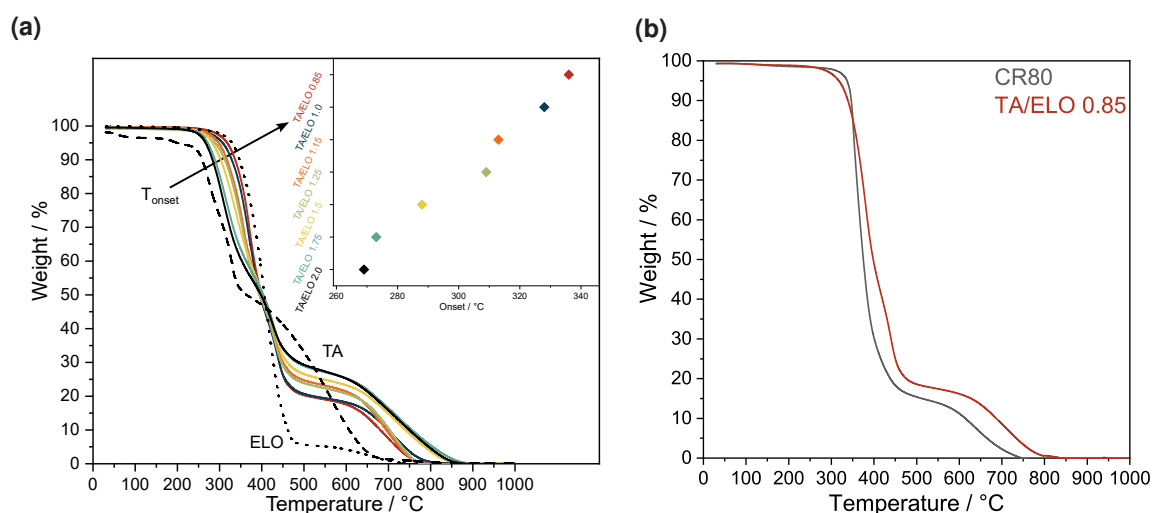 (a)
Weight / %
100
90
80
70
60
50
40
30
20
10
0
0 100 200 300 400 500 600 700 800 900 1000
Temperature / °C
T_onset
TA
ELO
TA/ELO 0.85
TA/ELO 1.0
TA/ELO 1.15
TA/ELO 1.25
TA/ELO 1.5
TA/ELO 1.75
TA/ELO 2.0
260 280 300 320 340
Onset / °C
(b)
CR80
TA/ELO 0.85
Weight / %
100
90
80
70
60
50
40
30
20
10
0
0 100 200 300 400 500 600 700 800 900 1000
Temperature / °C